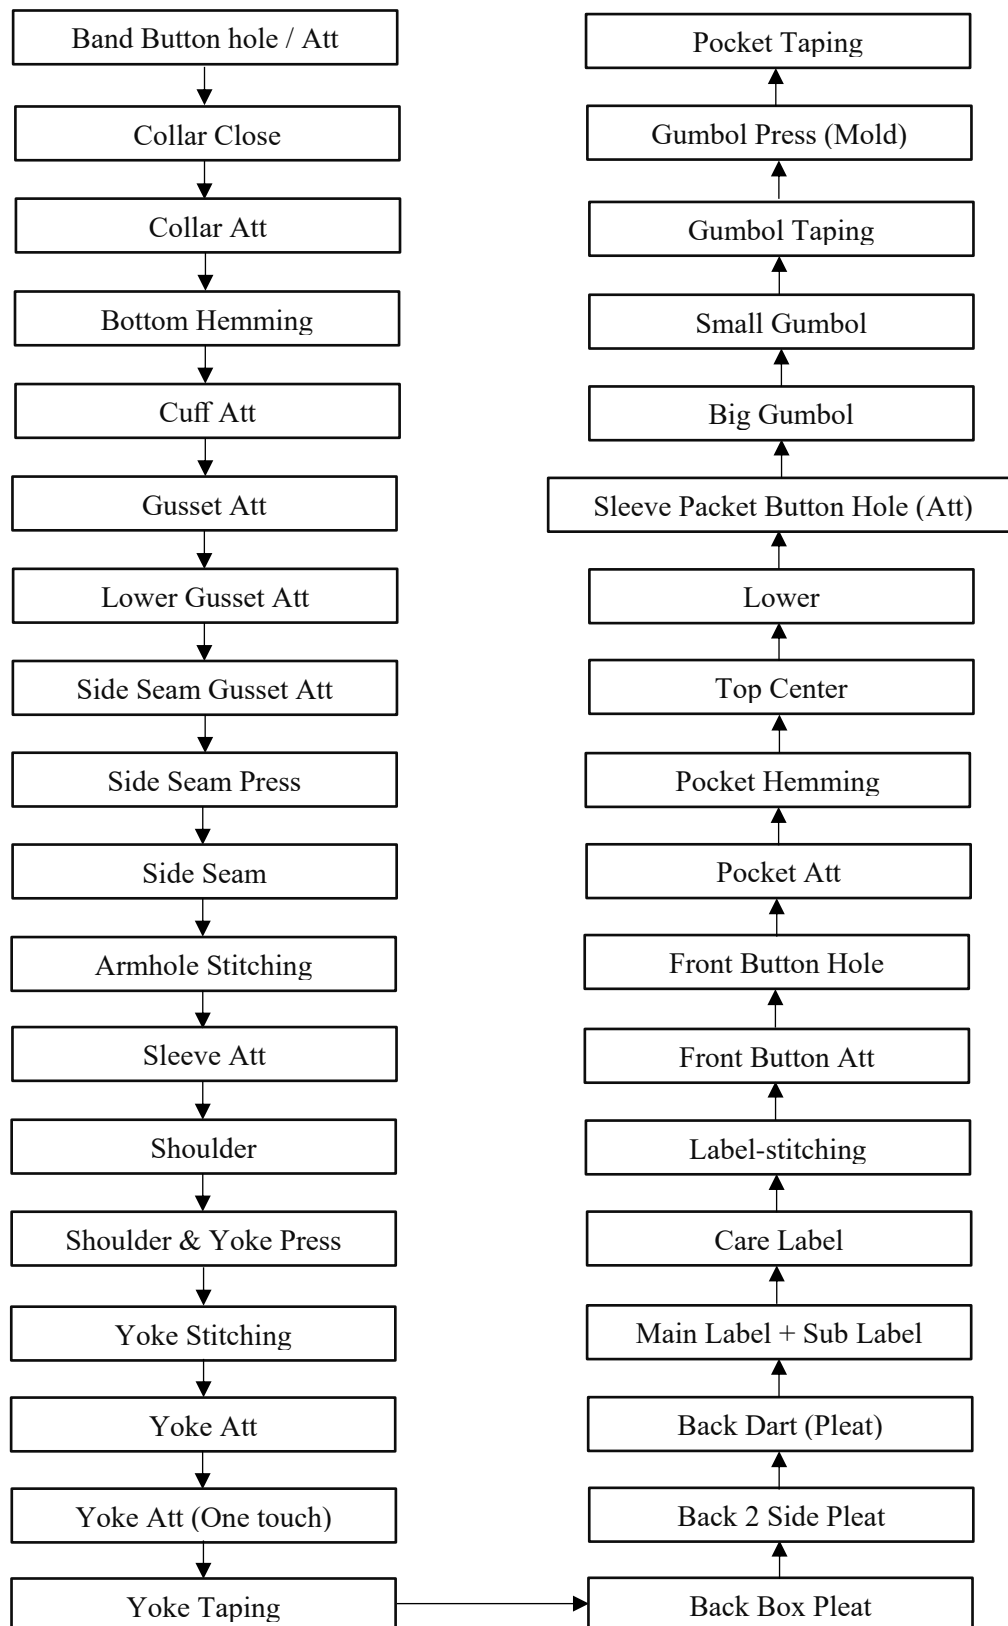 Band Button hole / Att
Collar Close
Collar Att
Bottom Hemming
Cuff Att
Gusset Att
Lower Gusset Att
Side Seam Gusset Att
Side Seam Press
Side Seam
Armhole Stitching
Sleeve Att
Shoulder
Shoulder & Yoke Press
Yoke Stitching
Yoke Att
Yoke Att (One touch)
Yoke Taping
Pocket Taping
Gumbol Press (Mold)
Gumbol Taping
Small Gumbol
Big Gumbol
Sleeve Packet Button Hole (Att)
Lower
Top Center
Pocket Hemming
Pocket Att
Front Button Hole
Front Button Att
Label-stitching
Care Label
Main Label + Sub Label
Back Dart (Pleat)
Back 2 Side Pleat
Back Box Pleat